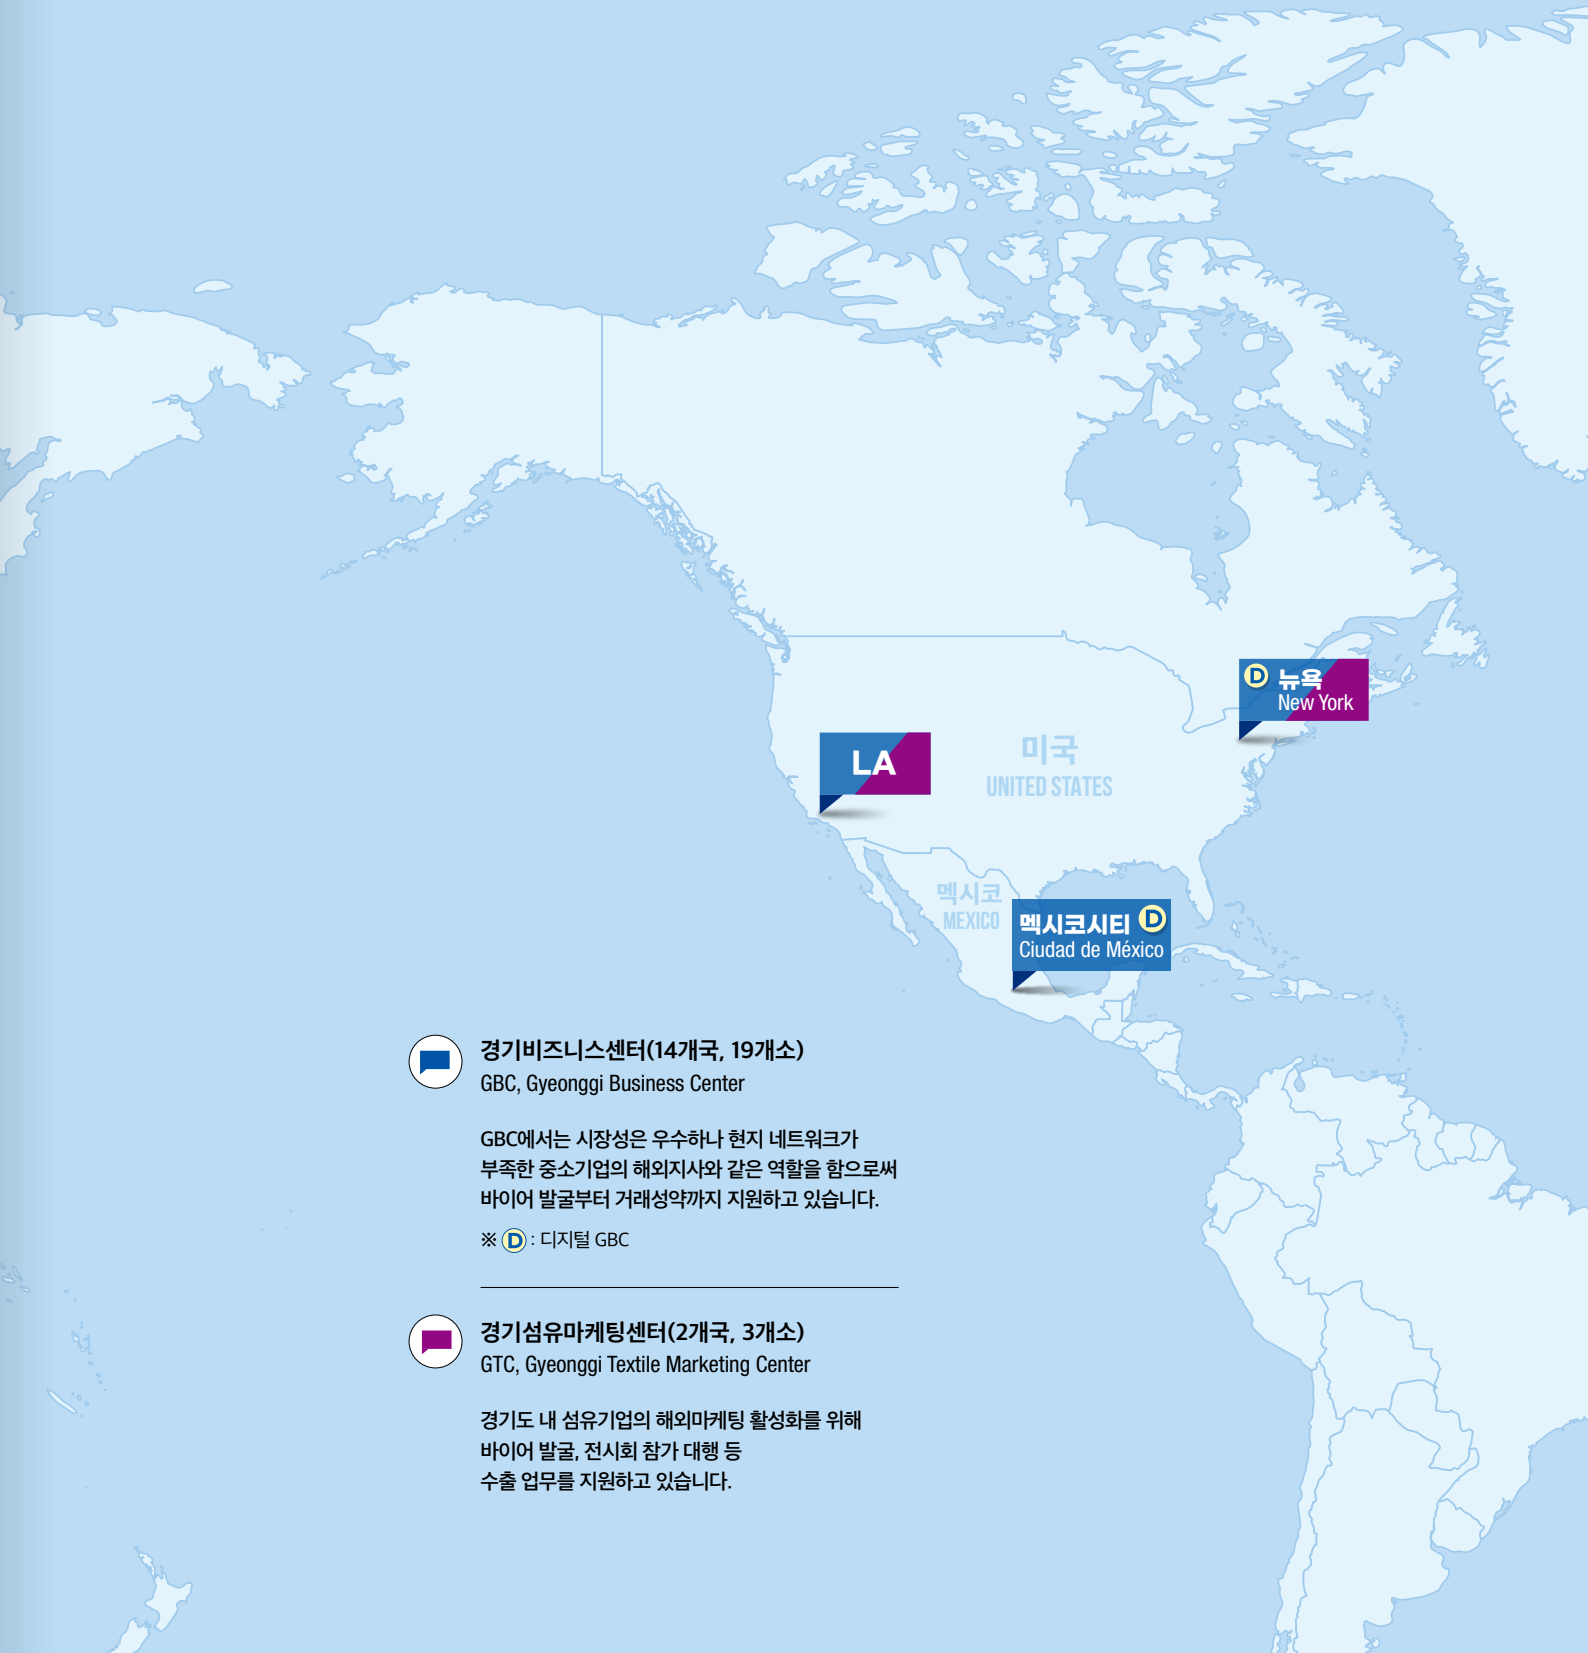 D 뉴욕
New York
LA
미국
UNITED STATES
멕시코
MEXICO
멕시코시티 D
Ciudad de México
경기비즈니스센터(14개국, 19개소)
GBC, Gyeonggi Business Center
GBC에서는 시장성은 우수하나 현지 네트워크가
부족한 중소기업의 해외지사와 같은 역할을 함으로써
바이어 발굴부터 거래성약까지 지원하고 있습니다.
※ D : 디지털 GBC
경기섬유마케팅센터(2개국, 3개소)
GTC, Gyeonggi Textile Marketing Center
경기도 내 섬유기업의 해외마케팅 활성화를 위해
바이어 발굴, 전시회 참가 대행 등
수출 업무를 지원하고 있습니다.